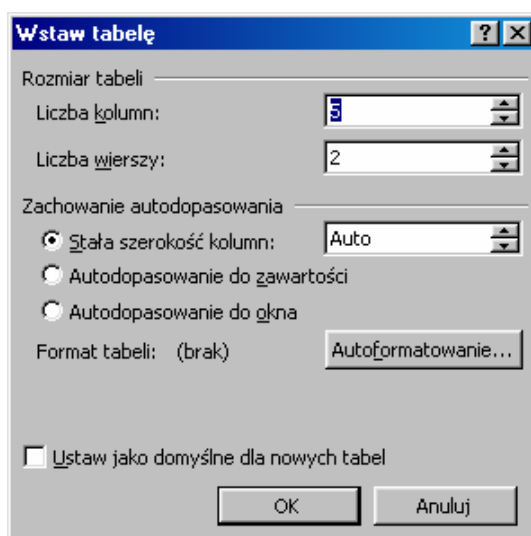 Wstaw tabelę
Rozmiar tabeli
Liczba kolumn: 5
Liczba wierszy: 2
Zachowanie autodopasowania
Stała szerokość kolumn: Auto
Autodopasowanie do zawartości
Autodopasowanie do okna
Format tabeli: (brak) Autoformatowanie...
Ustaw jako domyślne dla nowych tabel
OK Anuluj